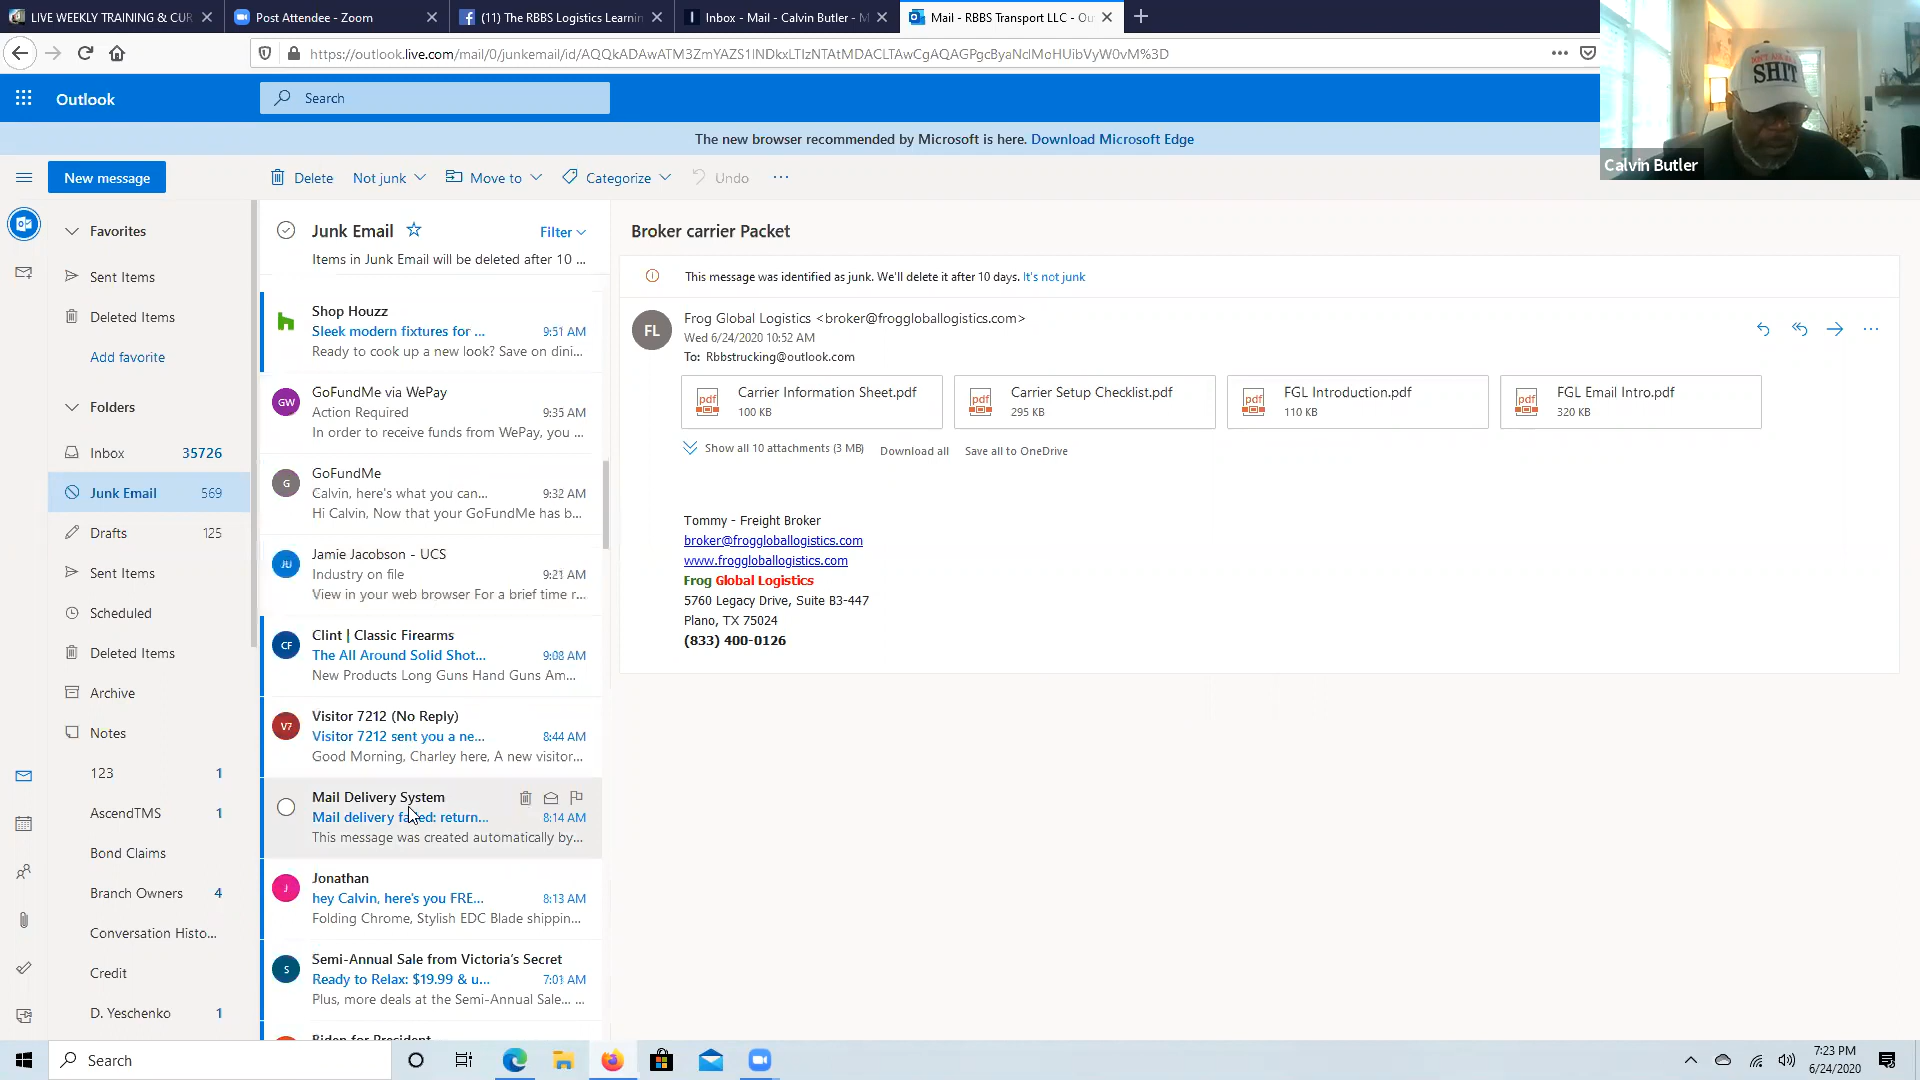 LIVE WEEKLY TRAINING & CUR
Post Attendee - Zoom
(11) The RBBS Logistics Learnin
Inbox - Mail - Calvin Butler - M
Mail - RBBS Transport LLC - Ou
Outlook
Search
The new browser recommended by Microsoft is here. Download Microsoft Edge
SHIT
Calvin Butler
New message
Delete
Not junk
Move to
Categorize
Undo
Favorites
Sent Items
Deleted Items
Add favorite
Folders
Inbox 35726
Junk Email 569
Drafts 125
Sent Items
Scheduled
Deleted Items
Archive
Notes
123 1
AscendTMS 1
Bond Claims
Branch Owners 4
Conversation Histo...
Credit
D. Yeschenko 1
Junk Email
Filter
Items in Junk Email will be deleted after 10 ...
Shop Houzz
Sleek modern fixtures for ... 9:51 AM
Ready to cook up a new look? Save on dini...
GW
GoFundMe via WePay
Action Required 9:35 AM
In order to receive funds from WePay, you ...
G
GoFundMe
Calvin, here's what you can... 9:32 AM
Hi Calvin, Now that your GoFundMe has b...
JU
Jamie Jacobson - UCS
Industry on file 9:21 AM
View in your web browser For a brief time r...
CF
Clint | Classic Firearms
The All Around Solid Shot... 9:08 AM
New Products Long Guns Hand Guns Am...
V7
Visitor 7212 (No Reply)
Visitor 7212 sent you a ne... 8:44 AM
Good Morning, Charley here, A new visitor...
Mail Delivery System
Mail delivery failed: return... 8:14 AM
This message was created automatically by...
J
Jonathan
hey Calvin, here's you FRE... 8:13 AM
Folding Chrome, Stylish EDC Blade shippin...
S
Semi-Annual Sale from Victoria's Secret
Ready to Relax: $19.99 & u... 7:01 AM
Plus, more deals at the Semi-Annual Sale... ...
Biden for President
Broker carrier Packet
This message was identified as junk. We'll delete it after 10 days. It's not junk
FL
Frog Global Logistics <broker@froggloballogistics.com>
Wed 6/24/2020 10:52 AM
To: Rbbstrucking@outlook.com
pdf Carrier Information Sheet.pdf
100 KB
pdf Carrier Setup Checklist.pdf
295 KB
pdf FGL Introduction.pdf
110 KB
pdf FGL Email Intro.pdf
320 KB
Show all 10 attachments (3 MB) Download all Save all to OneDrive
Tommy - Freight Broker
broker@froggloballogistics.com
www.froggloballogistics.com
Frog Global Logistics
5760 Legacy Drive, Suite B3-447
Plano, TX 75024
(833) 400-0126
Search
7:23 PM
6/24/2020